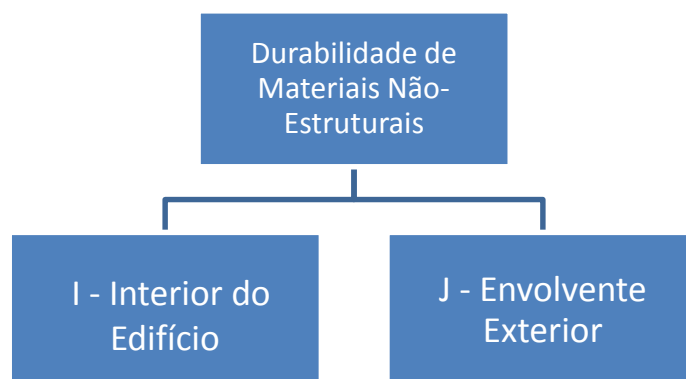 Durabilidade de
Materiais Não-
Estruturais
I - Interior do
Edifício
J - Envolvente
Exterior